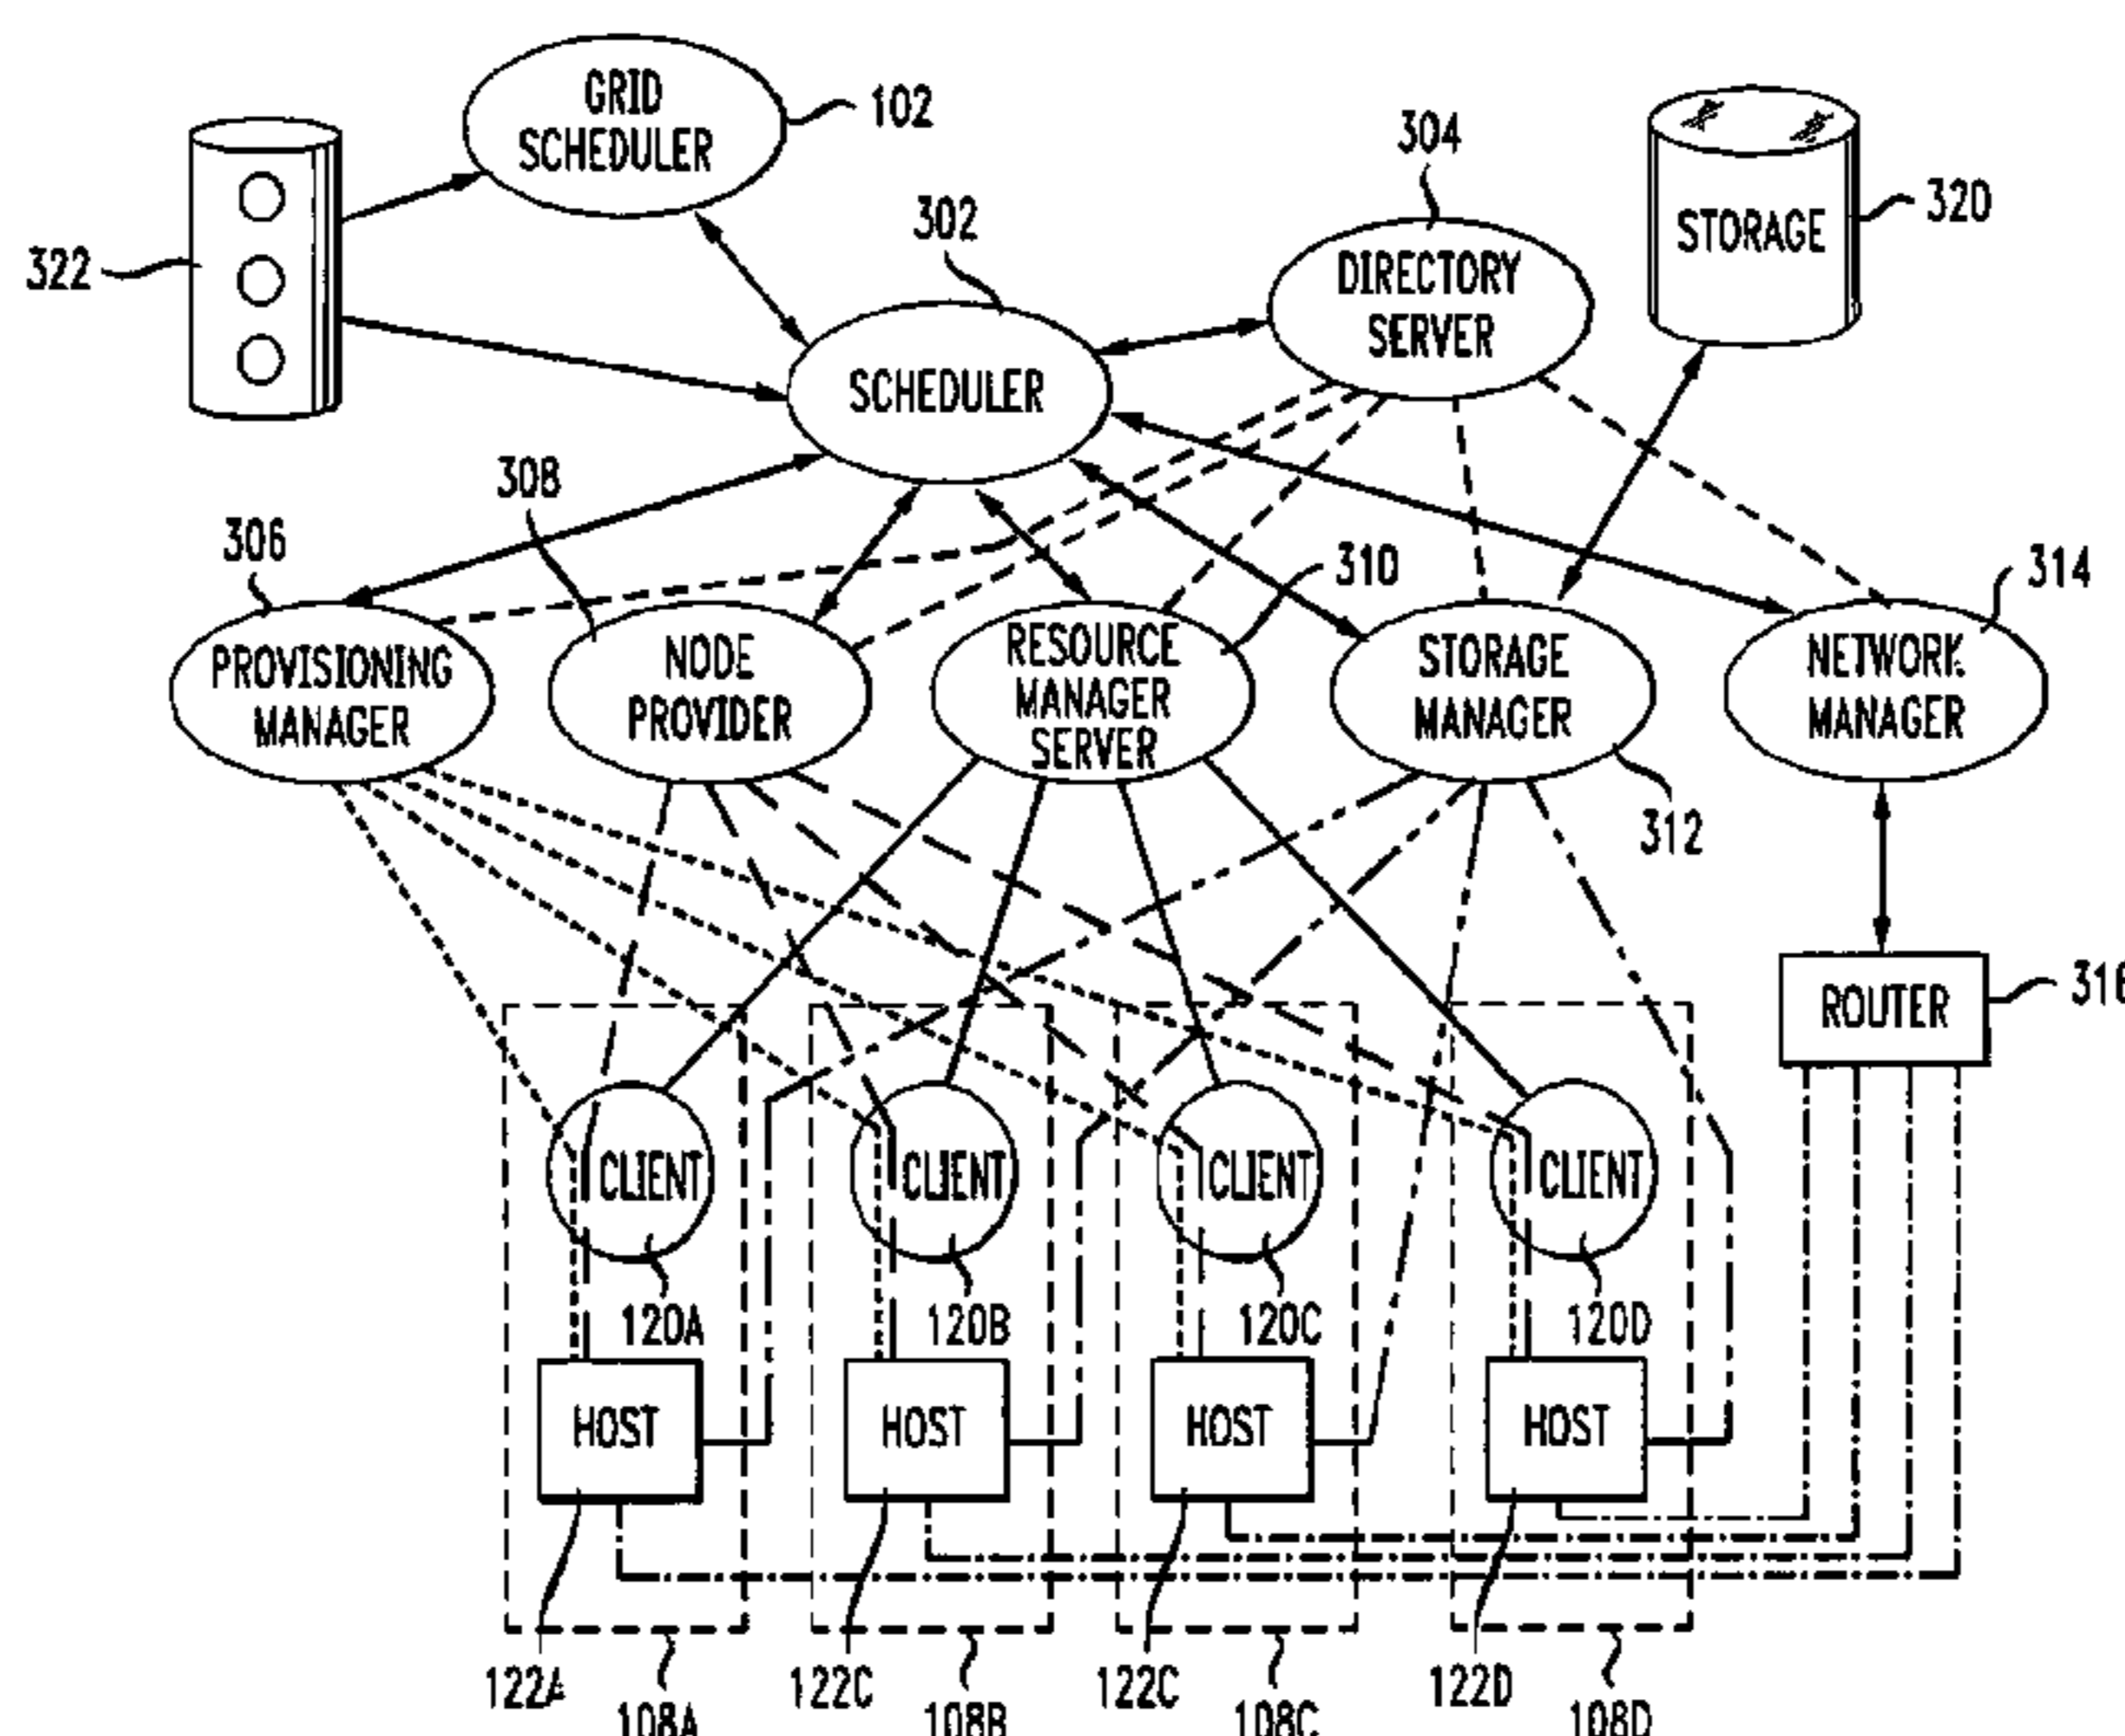 GRID
SCHEDULER
102
304
302
320
STORAGE
322
DIRECTORY
SERVER
SCHEDULER
308
306
310
314
PROVISIONING
MANAGER
NODE
PROVIDER
RESOURCE
MANAGER
SERVER
STORAGE
MANAGER
NETWORK
MANAGER
312
ROUTER
316
CLIENT
CLIENT
CLIENT
CLIENT
120A
120B
120C
120D
HOST
HOST
HOST
HOST
122A
122C
122C
122D
108A
108B
108C
108D